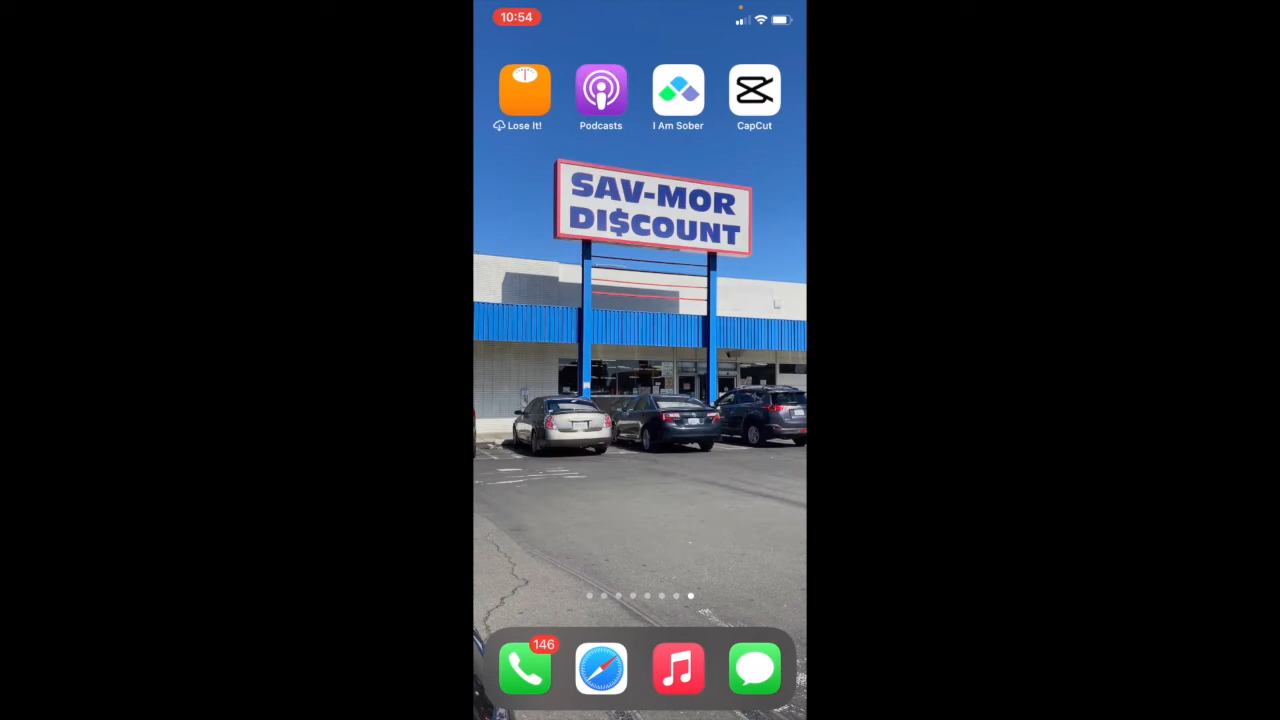 10:54
Lose It!
Podcasts
I Am Sober
CapCut
SAV-MOR
DI$COUNT
146